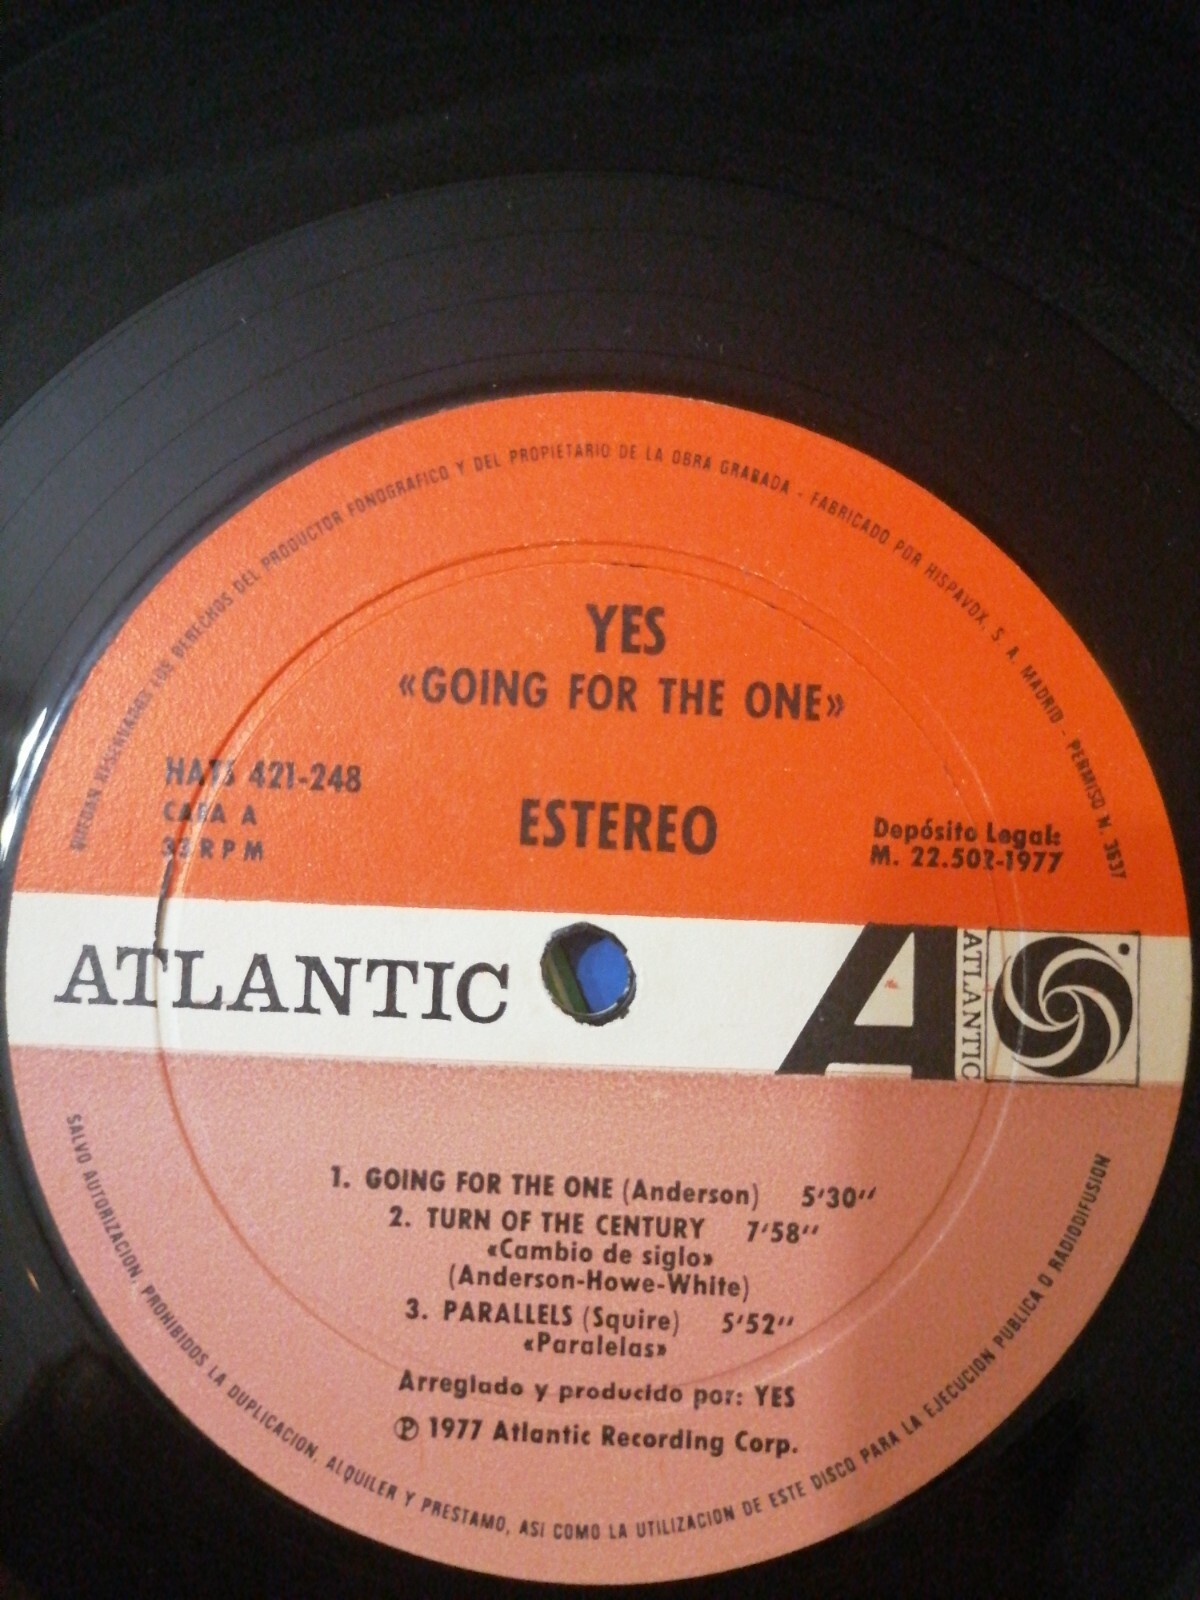 QUEDAN RESERVADOS LOS DERECHOS DEL PRODUCTOR FONOGRAFICO Y DEL PROPIETARIO DE LA OBRA GRABADA - FABRICADO POR HISPAVOX, S. A. MADRID - PERMISO N. 3637
YES
«GOING FOR THE ONE»
HATS 421-248
CARA A
33 RPM
ESTEREO
Depósito Legal:
M. 22.502-1977
ATLANTIC
A
ATLANTIC
1. GOING FOR THE ONE (Anderson) 5'30''
2. TURN OF THE CENTURY 7'58''
«Cambio de siglo»
(Anderson-Howe-White)
3. PARALLELS (Squire) 5'52''
«Paralelas»
Arreglado y producido por: YES
℗ 1977 Atlantic Recording Corp.
SALVO AUTORIZACION, PROHIBIDOS LA DUPLICACION, ALQUILER Y PRESTAMO, ASI COMO LA UTILIZACION DE ESTE DISCO PARA LA EJECUCION PUBLICA O RADIODIFUSION